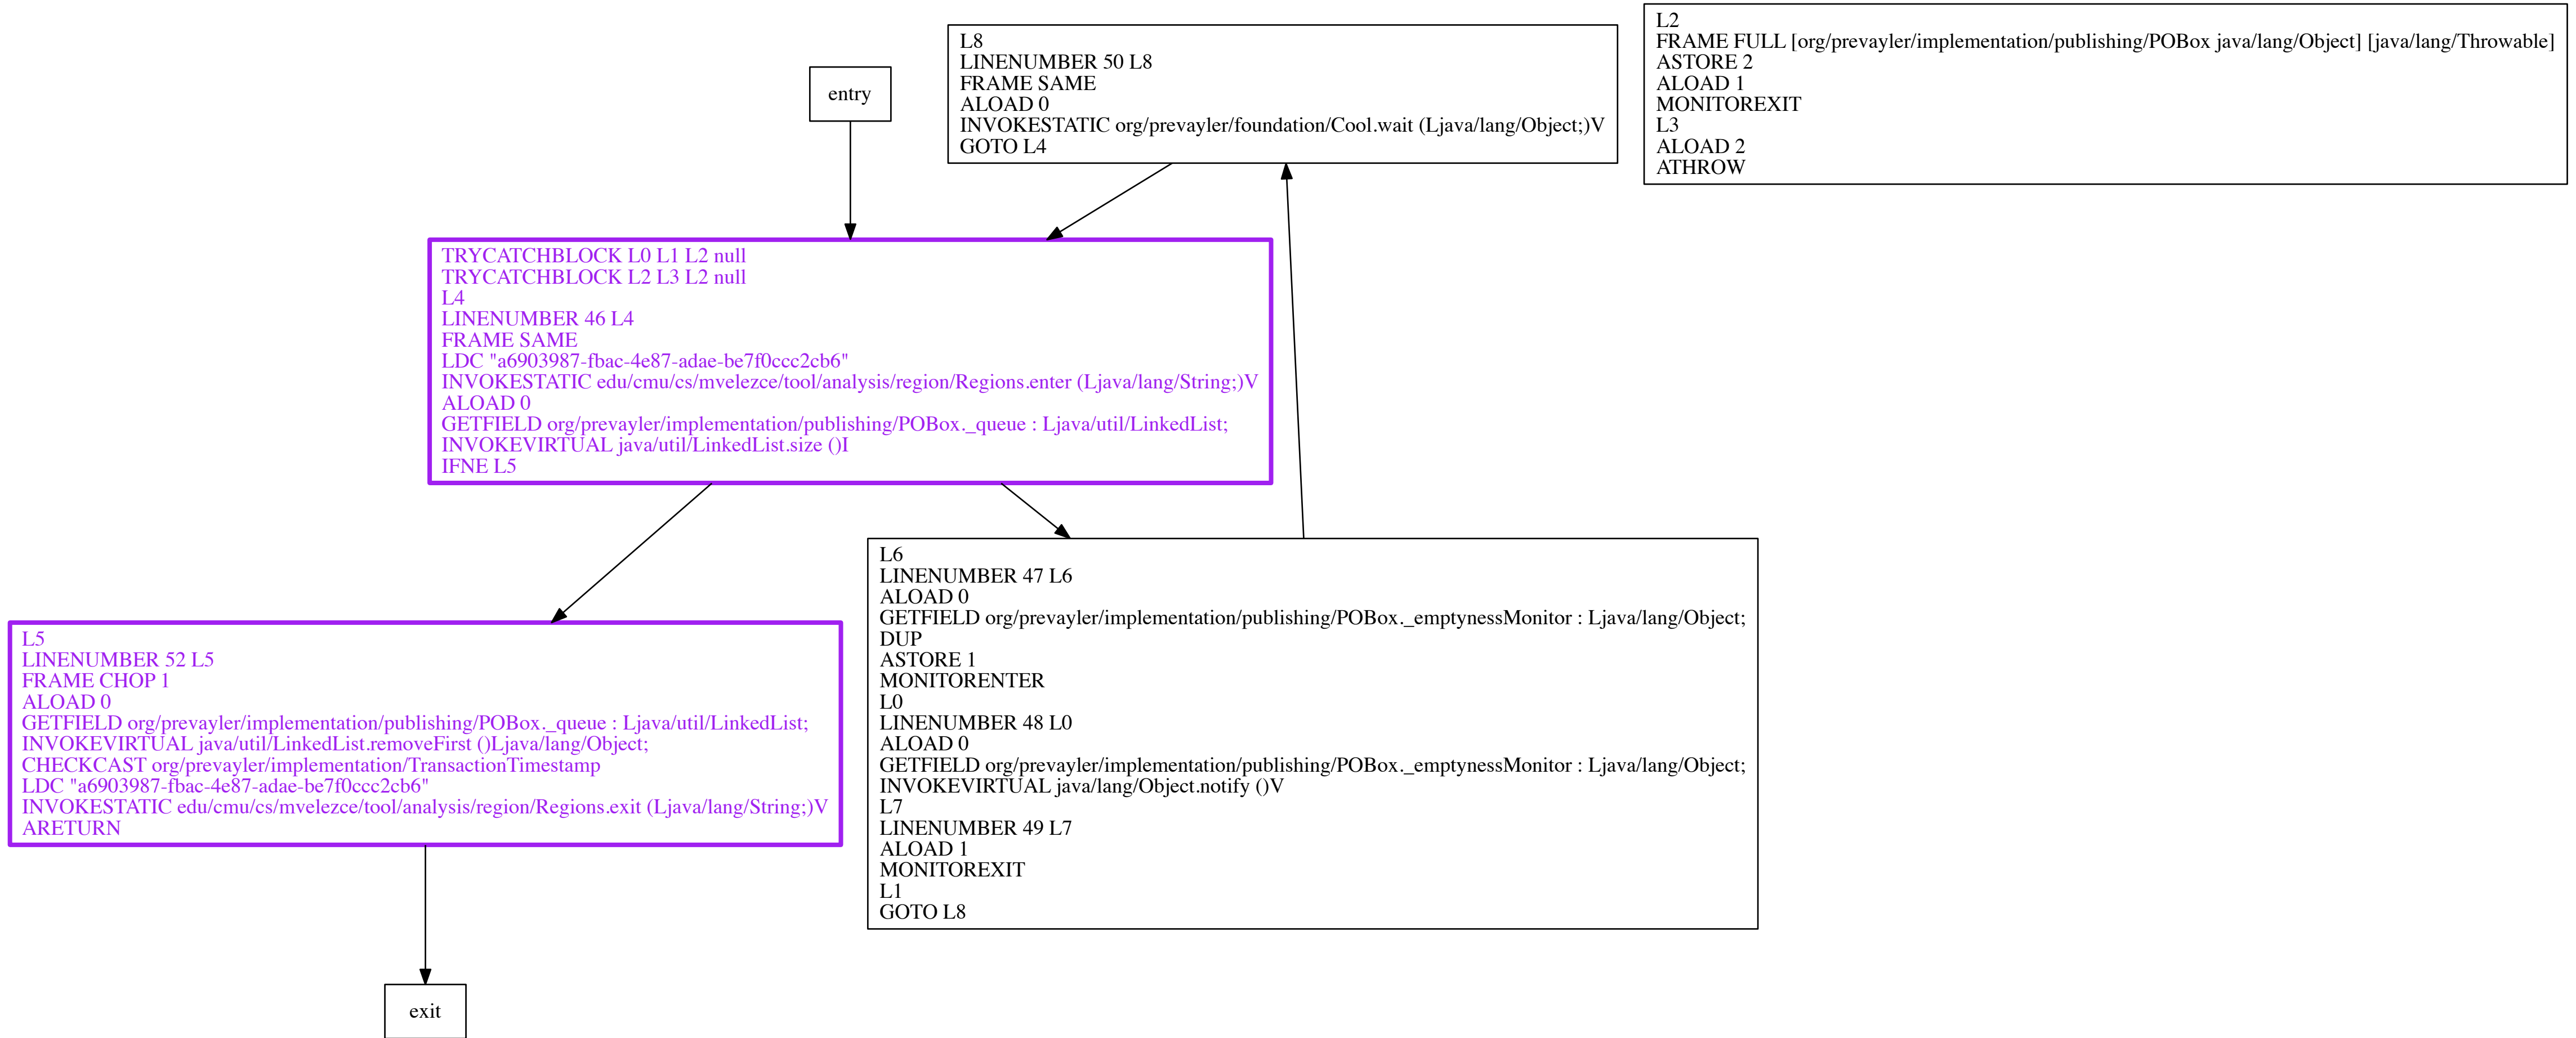 entry
L8
LINENUMBER 50 L8
FRAME SAME
ALOAD 0
INVOKESTATIC org/prevayler/foundation/Cool.wait (Ljava/lang/Object;)V
GOTO L4
L2
FRAME FULL [org/prevayler/implementation/publishing/POBox java/lang/Object] [java/lang/Throwable]
ASTORE 2
ALOAD 1
MONITOREXIT
L3
ALOAD 2
ATHROW
TRYCATCHBLOCK L0 L1 L2 null
TRYCATCHBLOCK L2 L3 L2 null
L4
LINENUMBER 46 L4
FRAME SAME
LDC "a6903987-fbac-4e87-adae-be7f0ccc2cb6"
INVOKESTATIC edu/cmu/cs/mvelezce/tool/analysis/region/Regions.enter (Ljava/lang/String;)V
ALOAD 0
GETFIELD org/prevayler/implementation/publishing/POBox._queue : Ljava/util/LinkedList;
INVOKEVIRTUAL java/util/LinkedList.size ()I
IFNE L5
L5
LINENUMBER 52 L5
FRAME CHOP 1
ALOAD 0
GETFIELD org/prevayler/implementation/publishing/POBox._queue : Ljava/util/LinkedList;
INVOKEVIRTUAL java/util/LinkedList.removeFirst ()Ljava/lang/Object;
CHECKCAST org/prevayler/implementation/TransactionTimestamp
LDC "a6903987-fbac-4e87-adae-be7f0ccc2cb6"
INVOKESTATIC edu/cmu/cs/mvelezce/tool/analysis/region/Regions.exit (Ljava/lang/String;)V
ARETURN
L6
LINENUMBER 47 L6
ALOAD 0
GETFIELD org/prevayler/implementation/publishing/POBox._emptynessMonitor : Ljava/lang/Object;
DUP
ASTORE 1
MONITORENTER
L0
LINENUMBER 48 L0
ALOAD 0
GETFIELD org/prevayler/implementation/publishing/POBox._emptynessMonitor : Ljava/lang/Object;
INVOKEVIRTUAL java/lang/Object.notify ()V
L7
LINENUMBER 49 L7
ALOAD 1
MONITOREXIT
L1
GOTO L8
exit